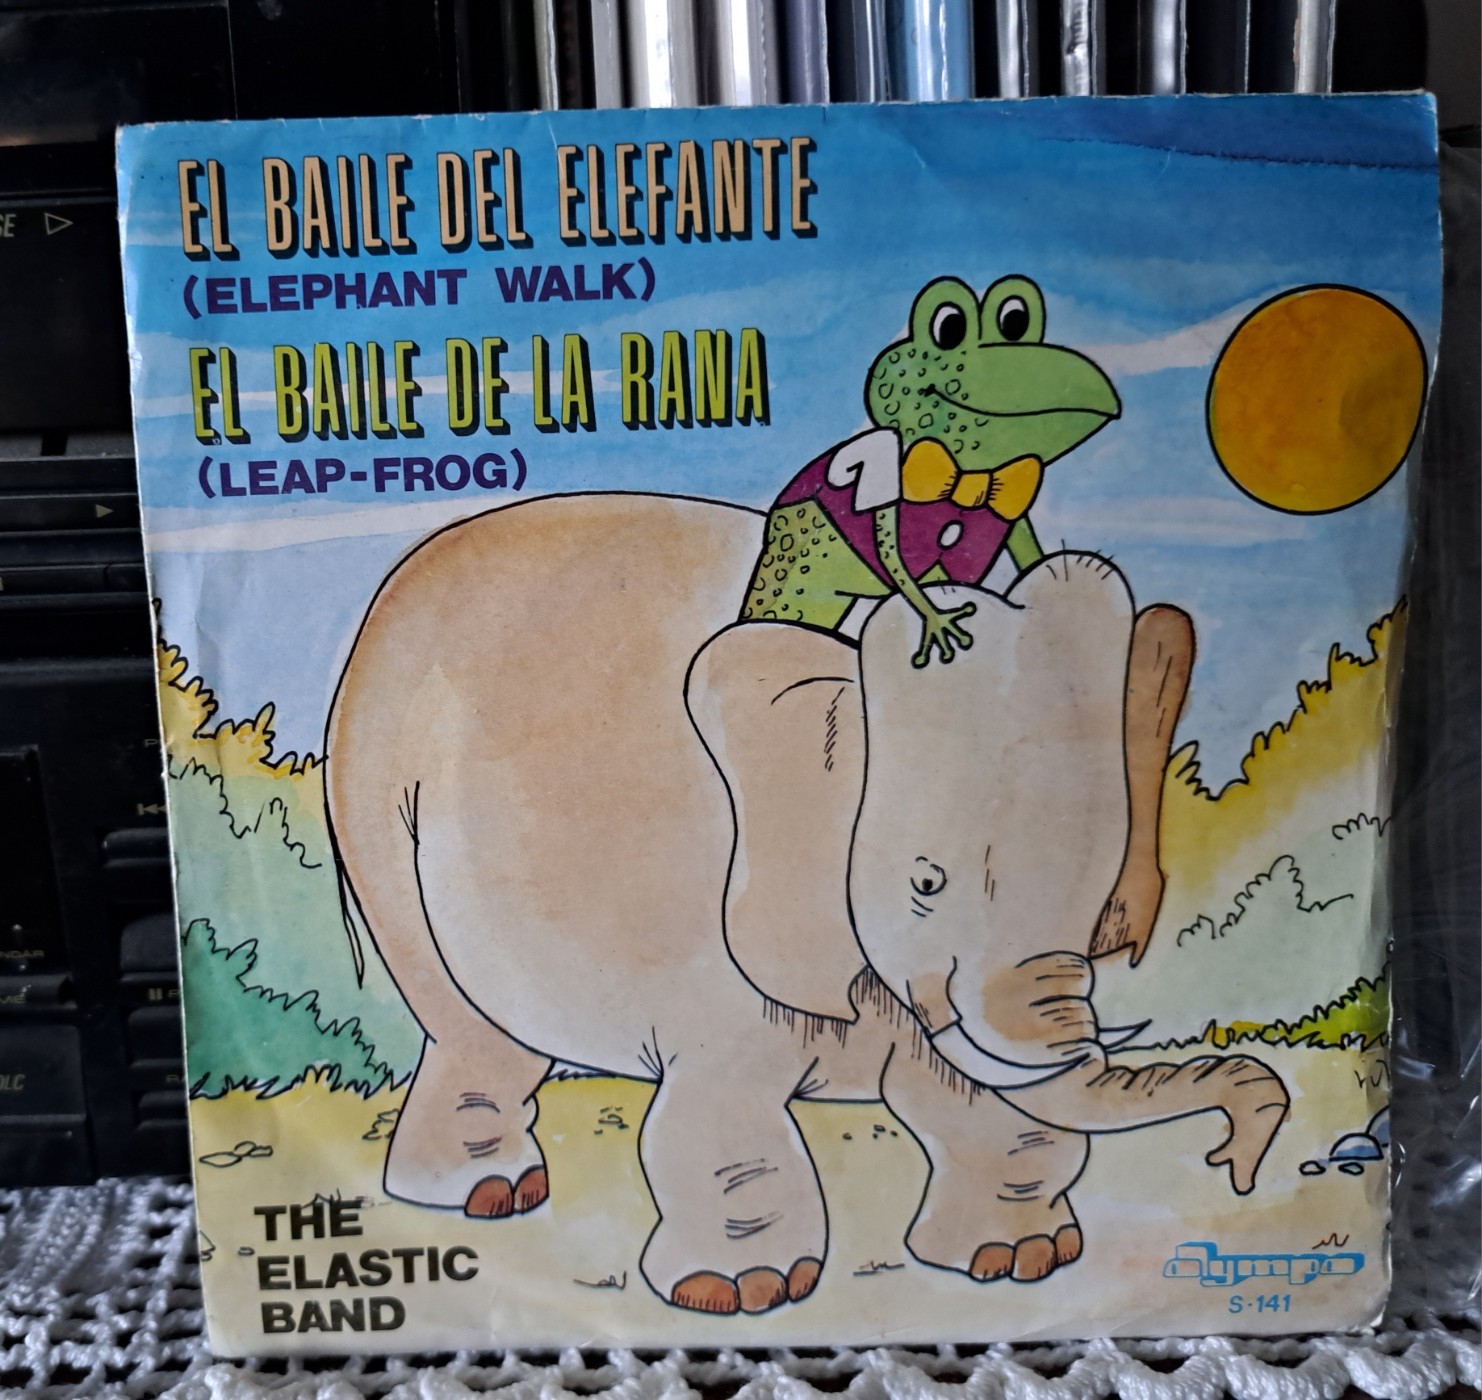 EL BAILE DEL ELEFANTE
(ELEPHANT WALK)
EL BAILE DE LA RANA
(LEAP-FROG)
THE
ELASTIC
BAND
Olympo
S-141